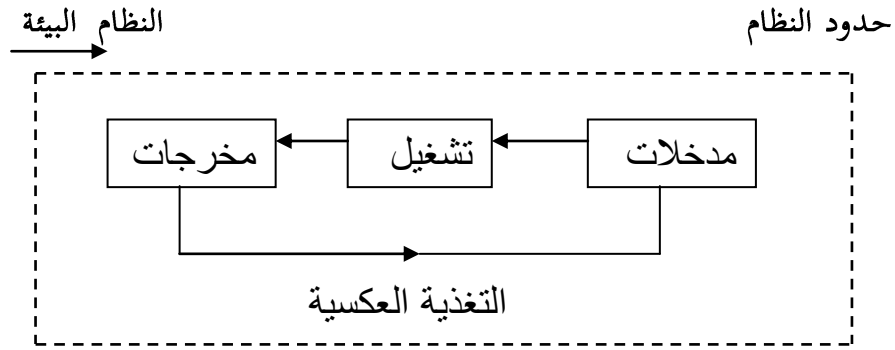 حدود النظام
النظام البيئة
مدخلات
تشغيل
مخرجات
التغذية العكسية